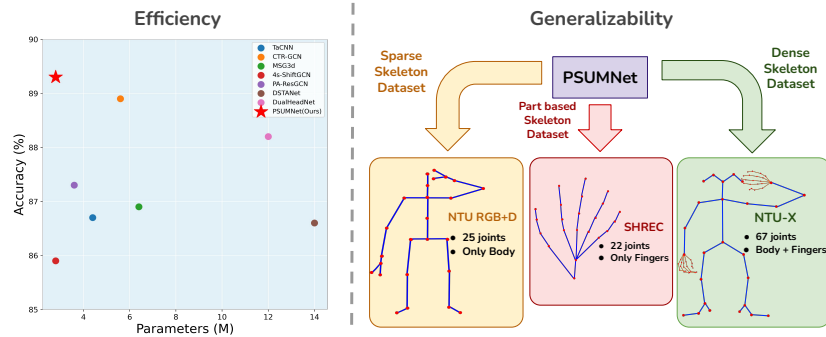 Efficiency
90
89
88
87
86
85
Accuracy (%)
4
6
8
10
12
14
Parameters (M)
TaCNN
CTR-GCN
MSG3d
4s-ShiftGCN
PA-ResGCN
DSTANet
DualHeadNet
PSUMNet(Ours)
Generalizability
Sparse
Skeleton
Dataset
PSUMNet
Part based
Skeleton
Dataset
Dense
Skeleton
Dataset
NTU RGB+D
25 joints
Only Body
SHREC
22 joints
Only Fingers
NTU-X
67 joints
Body + Fingers